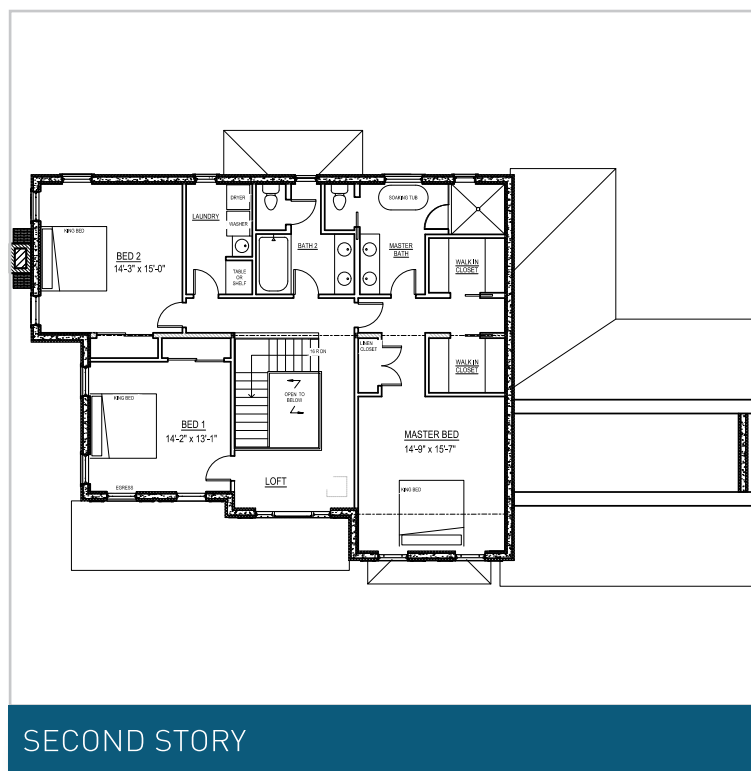 DRYER
SOAKING TUB
LAUNDRY
WASHER
KING BED
BED 2
14'-3" x 15'-0"
BATH 2
MASTER
BATH
WALK IN
CLOSET
TABLE
OR
SHELF
LINEN
CLOSET
16 R DN
WALK IN
CLOSET
OPEN TO
BELOW
KING BED
BED 1
14'-2" x 13'-1"
MASTER BED
14'-9" x 15'-7"
EGRESS
LOFT
KING BED
SECOND STORY